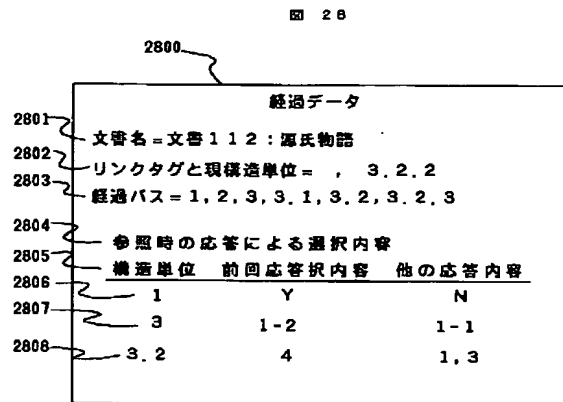 図 28
2800
経過データ
2801
文書名=文書112:源氏物語
2802
リンクタグと現構造単位= , 3.2.2
2803
経過パス=1,2,3,3.1,3.2,3.2.3
2804
参照時の応答による選択内容
2805
構造単位 前回応答択内容 他の応答内容
2806
1 Y N
2807
3 1-2 1-1
2808
3.2 4 1,3